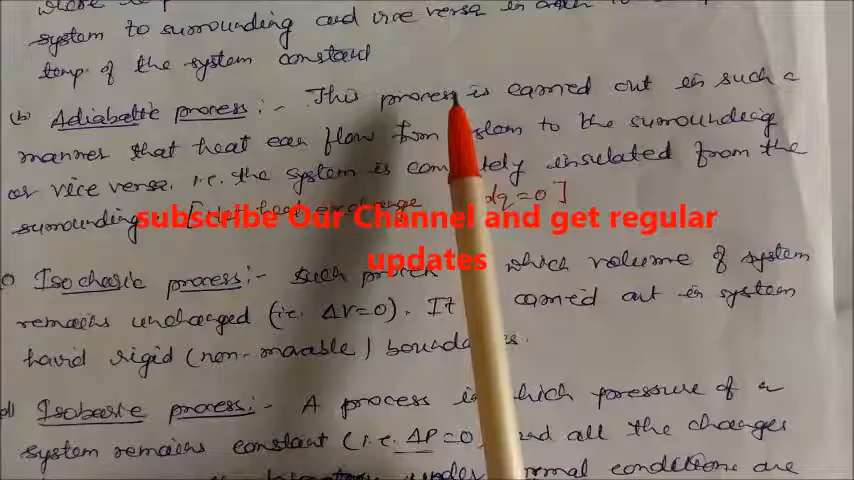 system to surrounding and vice versa in order to
temp. of the system constant
(b) Adiabatic process :- This process is carried out in such a
manner that heat can flow from system to the surrounding
or vice versa. i.e. the system is completely insulated from the
surrounding [ heat exchange dq = 0 ]
subscribe Our Channel and get regular
updates
Isochoric process :- Such process which volume of system
remains unchanged (i.e. ΔV=0). It carried out in system
havid rigid (non-movable) boundaries.
d) Isobaric process :- A process in which pressure of a
system remains constant (i.e. ΔP=0) and all the changes
under normal conditions are